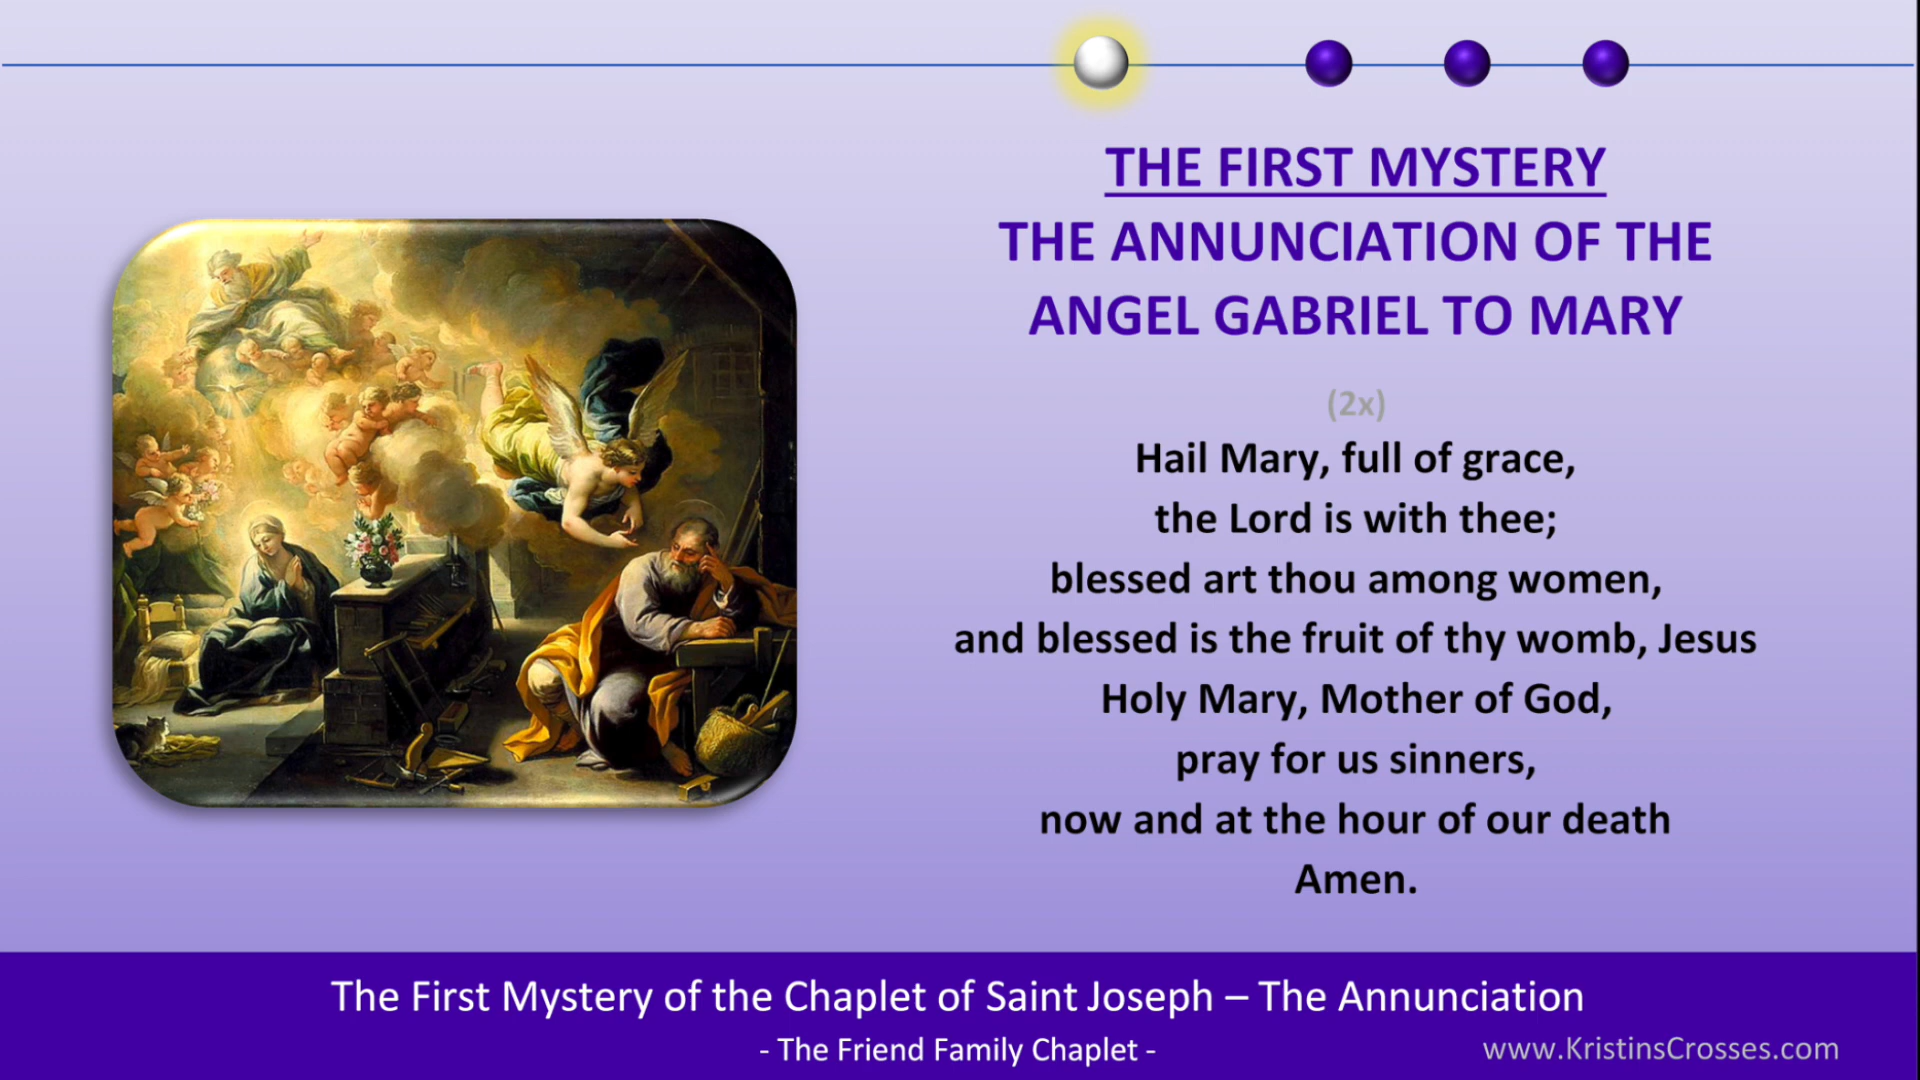 THE FIRST MYSTERY
THE ANNUNCIATION OF THE
ANGEL GABRIEL TO MARY
(2x)
Hail Mary, full of grace,
the Lord is with thee;
blessed art thou among women,
and blessed is the fruit of thy womb, Jesus
Holy Mary, Mother of God,
pray for us sinners,
now and at the hour of our death
Amen.
The First Mystery of the Chaplet of Saint Joseph – The Annunciation
- The Friend Family Chaplet -
www.KristinsCrosses.com